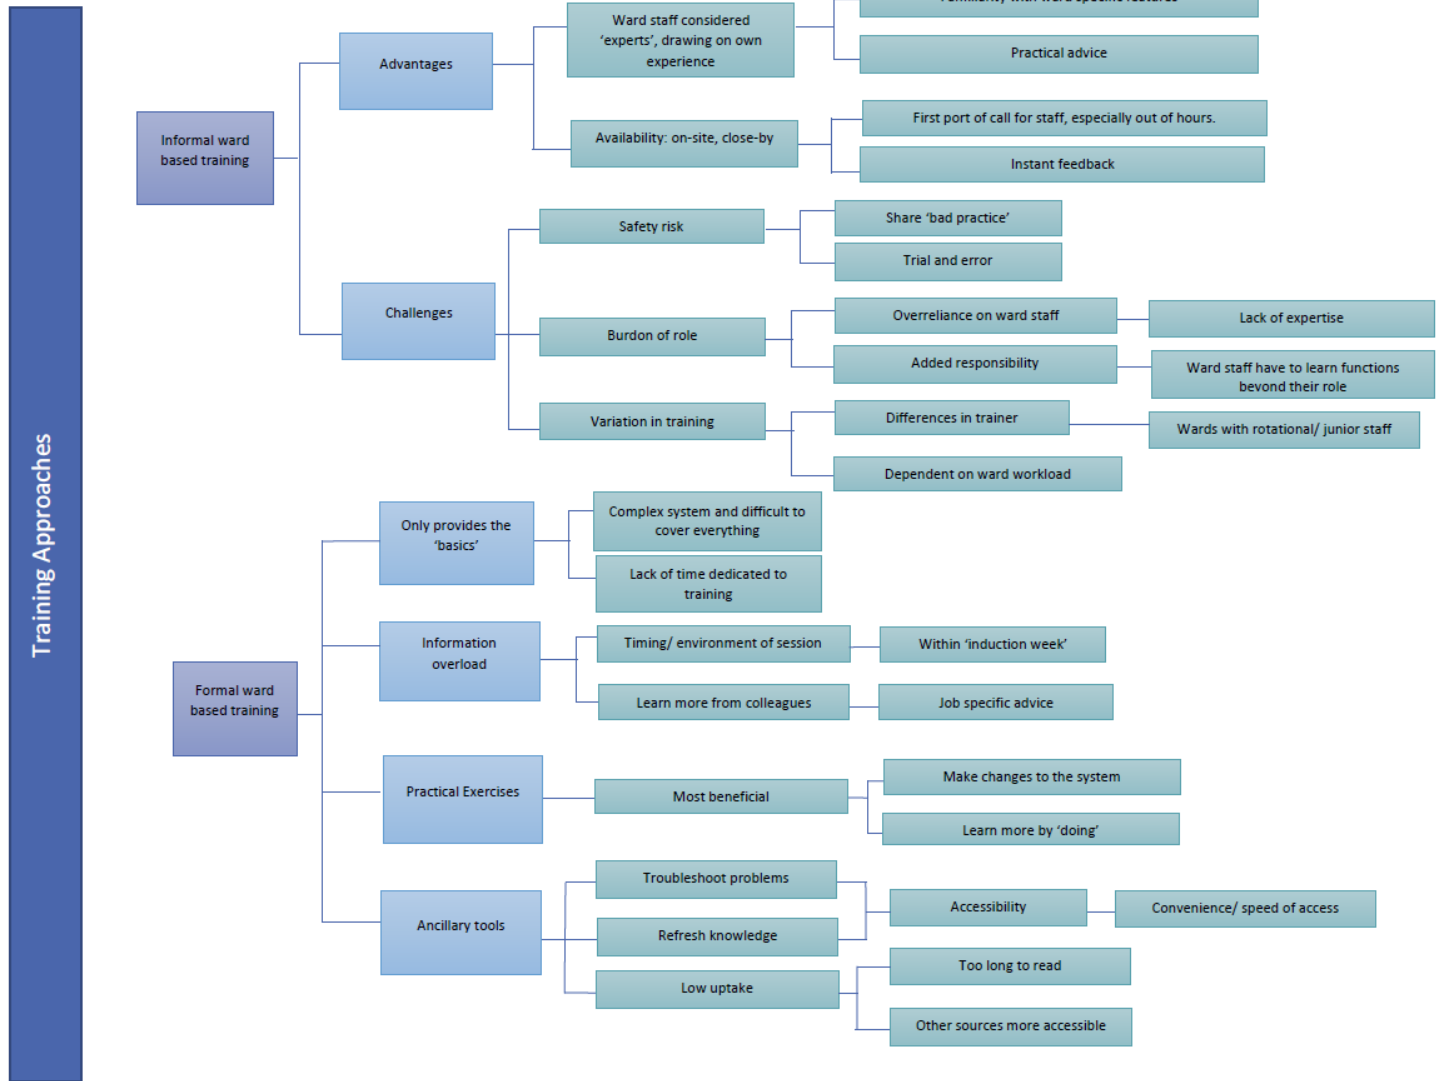 Training Approaches
Informal ward
based training
Advantages
Ward staff considered
‘experts’, drawing on own
experience
Familiarity with ward specific features
Practical advice
Availability: on-site, close-by
First port of call for staff, especially out of hours.
Instant feedback
Challenges
Safety risk
Share ‘bad practice’
Trial and error
Burdon of role
Overreliance on ward staff
Lack of expertise
Added responsibility
Ward staff have to learn functions
beyond their role
Variation in training
Differences in trainer
Wards with rotational/ junior staff
Dependent on ward workload
Formal ward
based training
Only provides the
‘basics’
Complex system and difficult to
cover everything
Lack of time dedicated to
training
Information
overload
Timing/ environment of session
Within ‘induction week’
Learn more from colleagues
Job specific advice
Practical Exercises
Most beneficial
Make changes to the system
Learn more by ‘doing’
Ancillary tools
Troubleshoot problems
Refresh knowledge
Accessibility
Convenience/ speed of access
Low uptake
Too long to read
Other sources more accessible